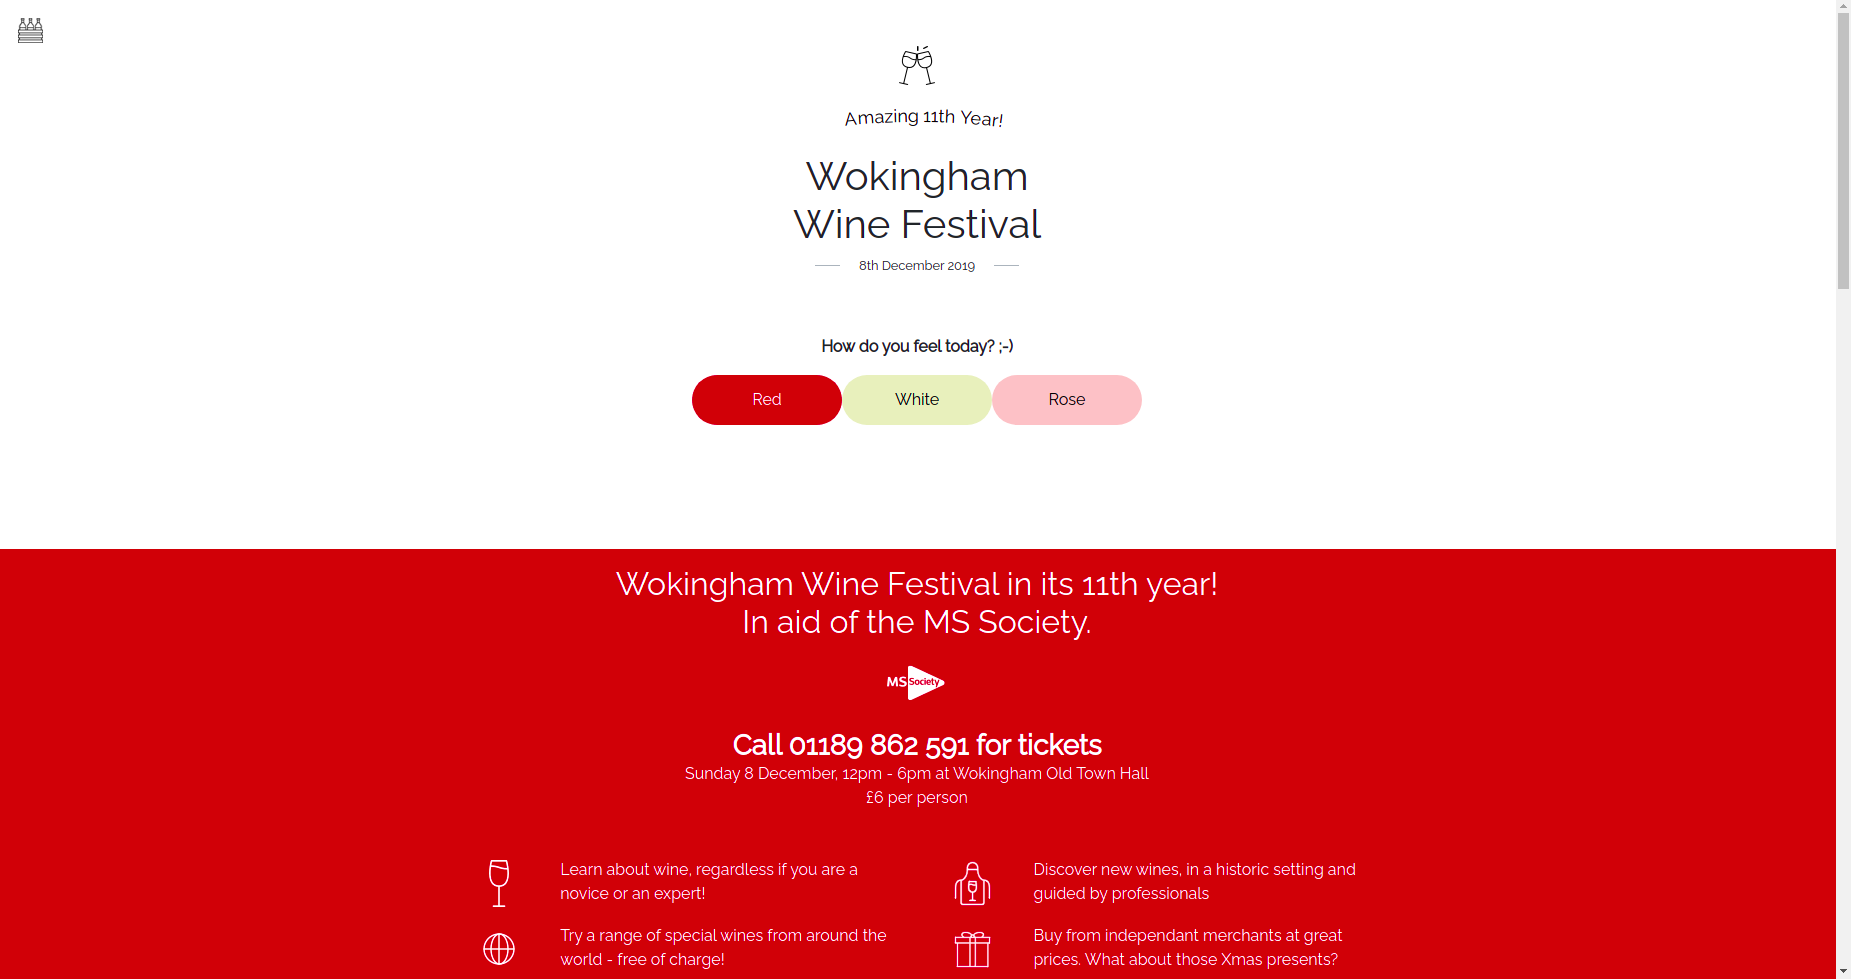 Amazing 11th Year!
Wokingham
Wine Festival
8th December 2019
How do you feel today? ;-)
Red
White
Rose
Wokingham Wine Festival in its 11th year!
In aid of the MS Society.
MS Society
Call 01189 862 591 for tickets
Sunday 8 December, 12pm - 6pm at Wokingham Old Town Hall
£6 per person
Learn about wine, regardless if you are a
novice or an expert!
Discover new wines, in a historic setting and
guided by professionals
Try a range of special wines from around the
world - free of charge!
Buy from independant merchants at great
prices. What about those Xmas presents?